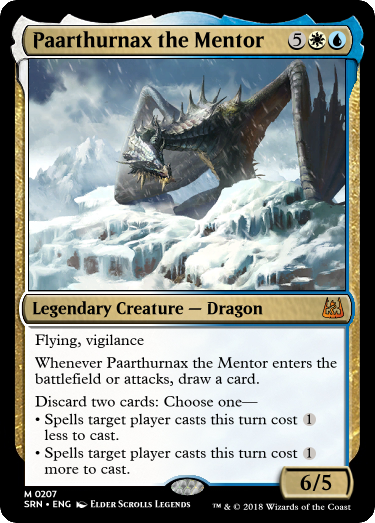 Paarthurnax the Mentor 5
Legendary Creature — Dragon
Flying, vigilance
Whenever Paarthurnax the Mentor enters the
battlefield or attacks, draw a card.
Discard two cards: Choose one—
• Spells target player casts this turn cost 1
less to cast.
• Spells target player casts this turn cost 1
more to cast.
6/5
M 0207
SRN • ENG Elder Scrolls Legends
™ & © 2018 Wizards of the Coast